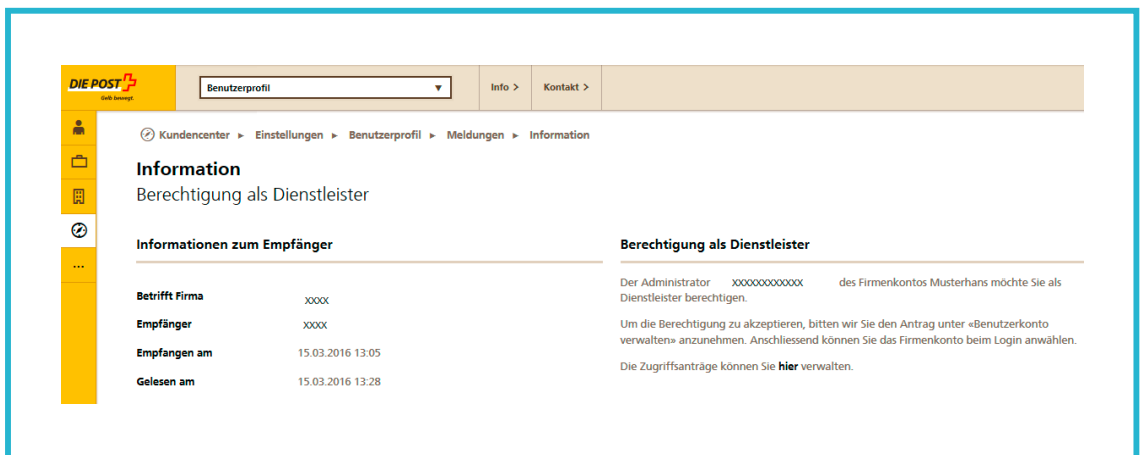 DIE POST
Gelb bewegt.
Benutzerprofil
Info >
Kontakt >
Kundencenter ► Einstellungen ► Benutzerprofil ► Meldungen ► Information
Information
Berechtigung als Dienstleister
Informationen zum Empfänger
Betrifft Firma xxxx
Empfänger xxxx
Empfangen am 15.03.2016 13:05
Gelesen am 15.03.2016 13:28
Berechtigung als Dienstleister
Der Administrator xxxxxxxxxxxx des Firmenkontos Musterhans möchte Sie als
Dienstleister berechtigen.
Um die Berechtigung zu akzeptieren, bitten wir Sie den Antrag unter «Benutzerkonto
verwalten» anzunehmen. Anschliessend können Sie das Firmenkonto beim Login anwählen.
Die Zugriffsanträge können Sie hier verwalten.